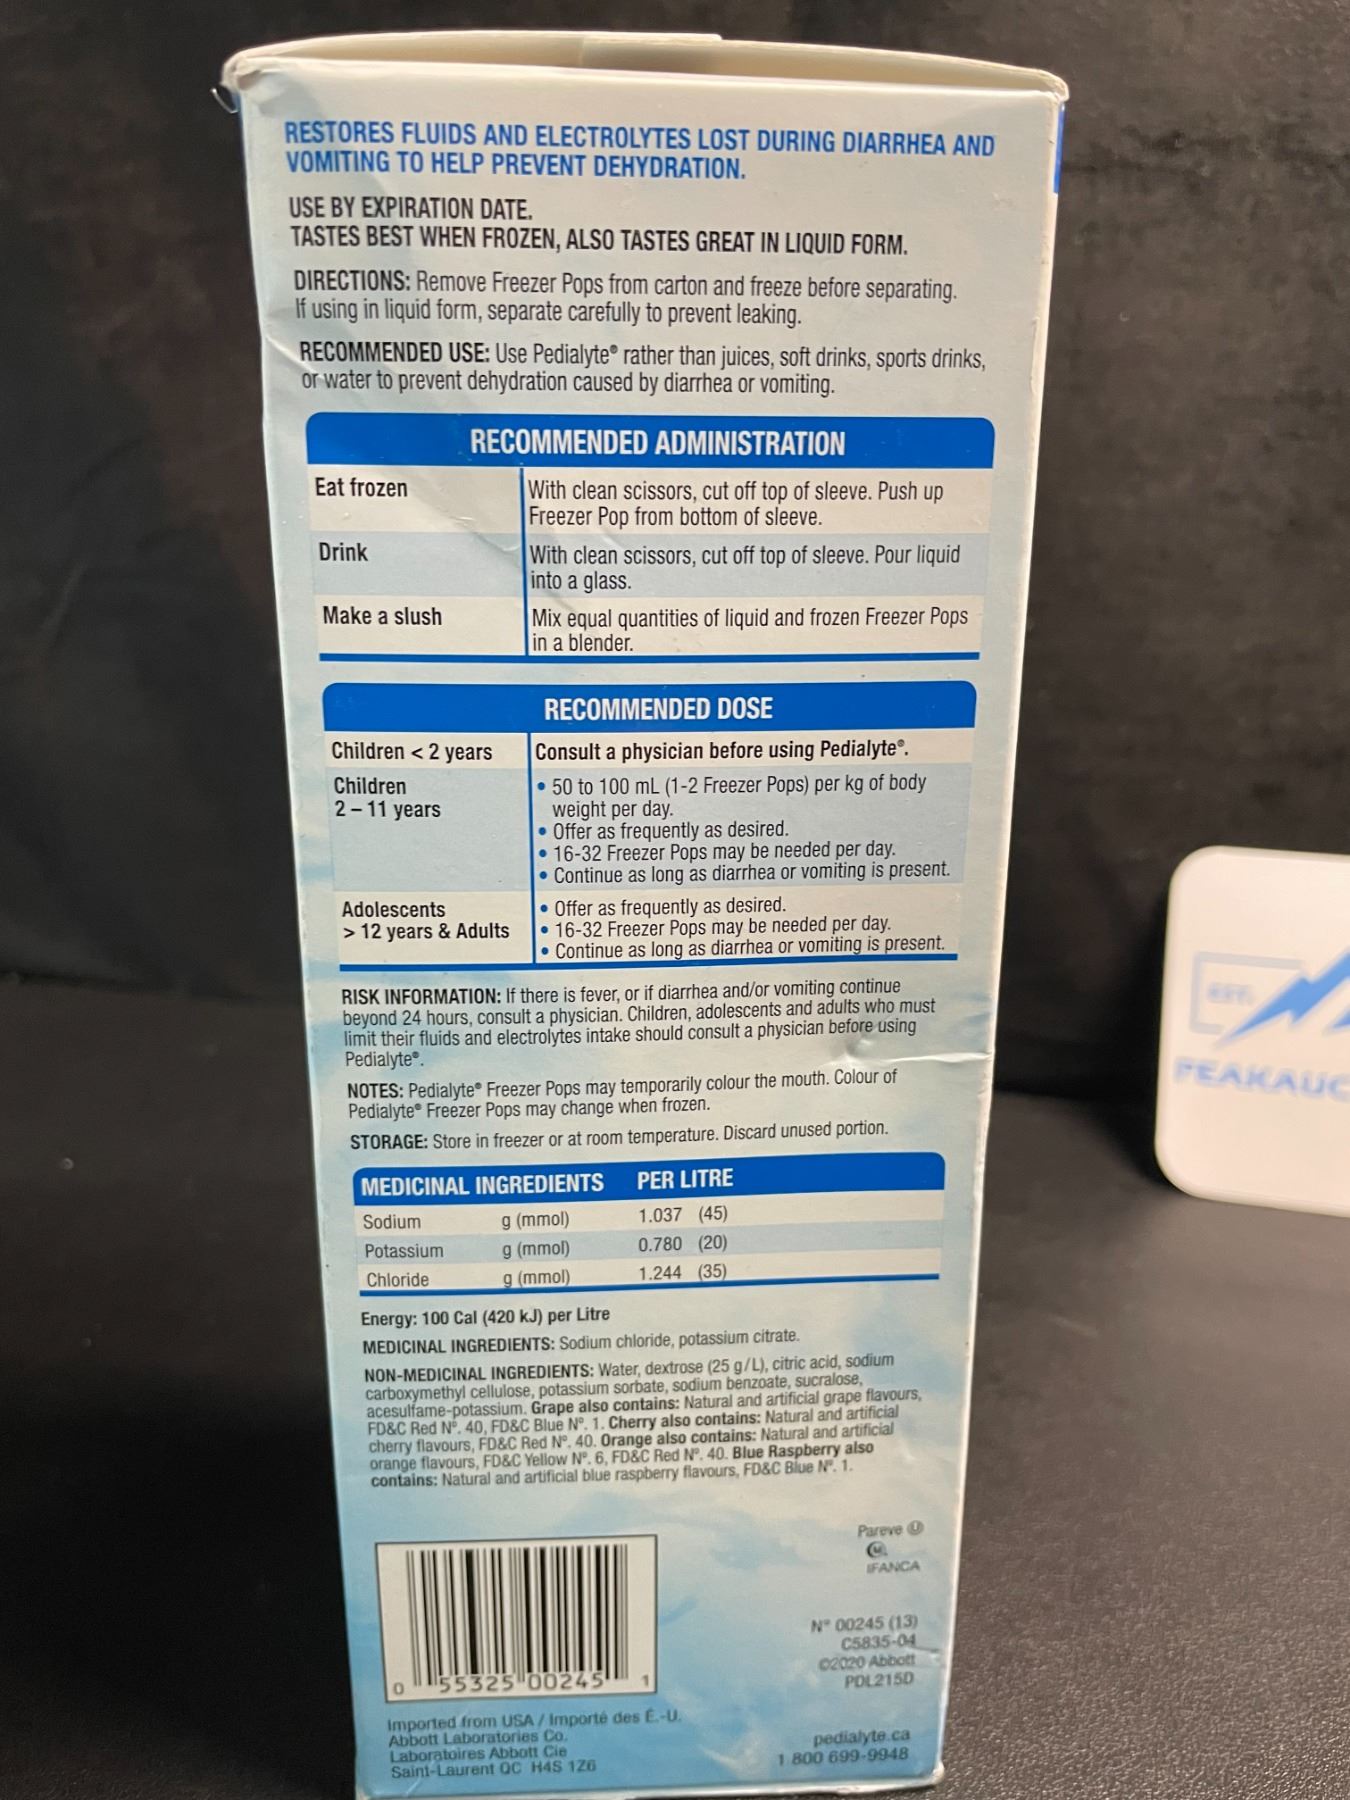 RESTORES FLUIDS AND ELECTROLYTES LOST DURING DIARRHEA AND
VOMITING TO HELP PREVENT DEHYDRATION.
USE BY EXPIRATION DATE.
TASTES BEST WHEN FROZEN, ALSO TASTES GREAT IN LIQUID FORM.
DIRECTIONS: Remove Freezer Pops from carton and freeze before separating.
If using in liquid form, separate carefully to prevent leaking.
RECOMMENDED USE: Use Pedialyte® rather than juices, soft drinks, sports drinks,
or water to prevent dehydration caused by diarrhea or vomiting.
RECOMMENDED ADMINISTRATION
Eat frozen With clean scissors, cut off top of sleeve. Push up
Freezer Pop from bottom of sleeve.
Drink With clean scissors, cut off top of sleeve. Pour liquid
into a glass.
Make a slush Mix equal quantities of liquid and frozen Freezer Pops
in a blender.
RECOMMENDED DOSE
Children < 2 years Consult a physician before using Pedialyte®.
Children • 50 to 100 mL (1-2 Freezer Pops) per kg of body
2 – 11 years weight per day.
• Offer as frequently as desired.
• 16-32 Freezer Pops may be needed per day.
• Continue as long as diarrhea or vomiting is present.
Adolescents • Offer as frequently as desired.
> 12 years & Adults • 16-32 Freezer Pops may be needed per day.
• Continue as long as diarrhea or vomiting is present.
RISK INFORMATION: If there is fever, or if diarrhea and/or vomiting continue
beyond 24 hours, consult a physician. Children, adolescents and adults who must
limit their fluids and electrolytes intake should consult a physician before using
Pedialyte®.
NOTES: Pedialyte® Freezer Pops may temporarily colour the mouth. Colour of
Pedialyte® Freezer Pops may change when frozen.
STORAGE: Store in freezer or at room temperature. Discard unused portion.
MEDICINAL INGREDIENTS PER LITRE
Sodium g (mmol) 1.037 (45)
Potassium g (mmol) 0.780 (20)
Chloride g (mmol) 1.244 (35)
Energy: 100 Cal (420 kJ) per Litre
MEDICINAL INGREDIENTS: Sodium chloride, potassium citrate.
NON-MEDICINAL INGREDIENTS: Water, dextrose (25 g/L), citric acid, sodium
carboxymethyl cellulose, potassium sorbate, sodium benzoate, sucralose,
acesulfame-potassium. Grape also contains: Natural and artificial grape flavours,
FD&C Red Nº. 40, FD&C Blue Nº. 1. Cherry also contains: Natural and artificial
cherry flavours, FD&C Red Nº. 40. Orange also contains: Natural and artificial
orange flavours, FD&C Yellow Nº. 6, FD&C Red Nº. 40. Blue Raspberry also
contains: Natural and artificial blue raspberry flavours, FD&C Blue Nº. 1.
Pareve Ⓤ
M
IFANCA
Nº 00245 (13)
C5835-04
©2020 Abbott
PDL215D
0 55325 00245 1
Imported from USA / Importé des É.-U.
Abbott Laboratories Co.
Laboratoires Abbott Cie
Saint-Laurent QC H4S 1Z6
pedialyte.ca
1 800 699-9948
EST.
PEAKAUC